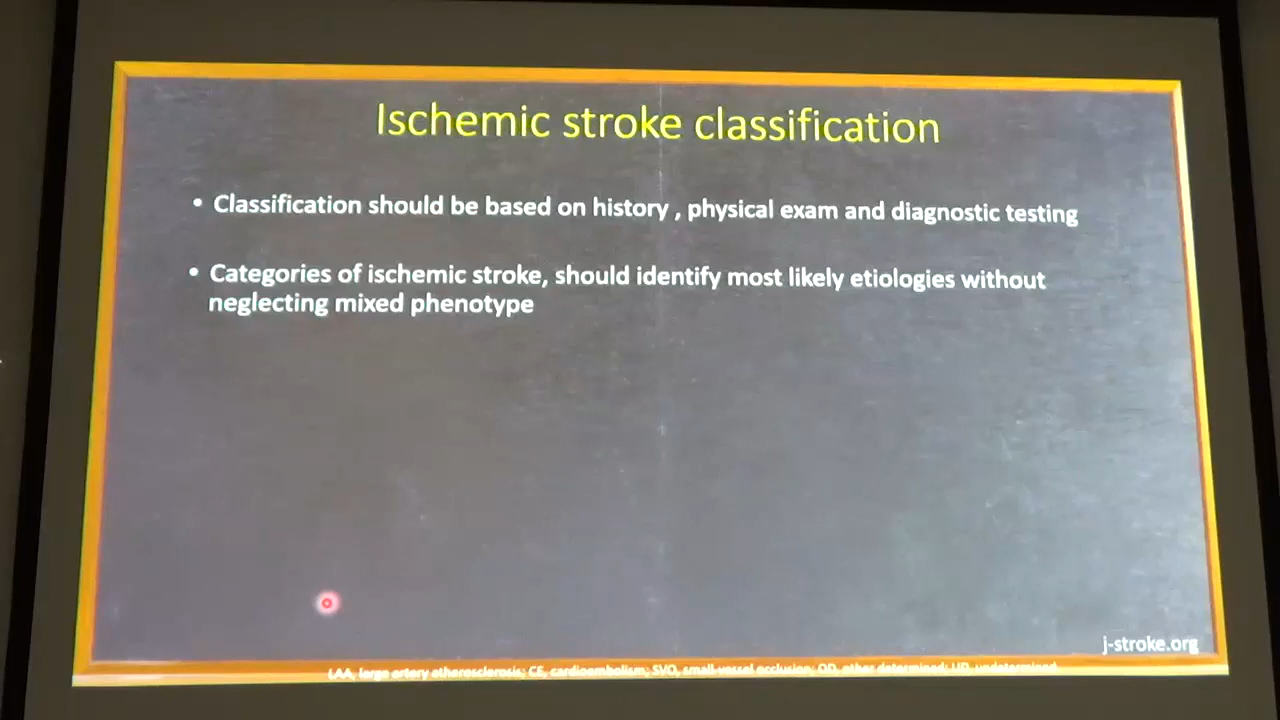 Ischemic stroke classification
• Classification should be based on history , physical exam and diagnostic testing
• Categories of ischemic stroke, should identify most likely etiologies without
neglecting mixed phenotype
j-stroke.org
LAA, large artery atherosclerosis; CE, cardioembolism; SVO, small vessel occlusion; OD, other determined; UD, undetermined